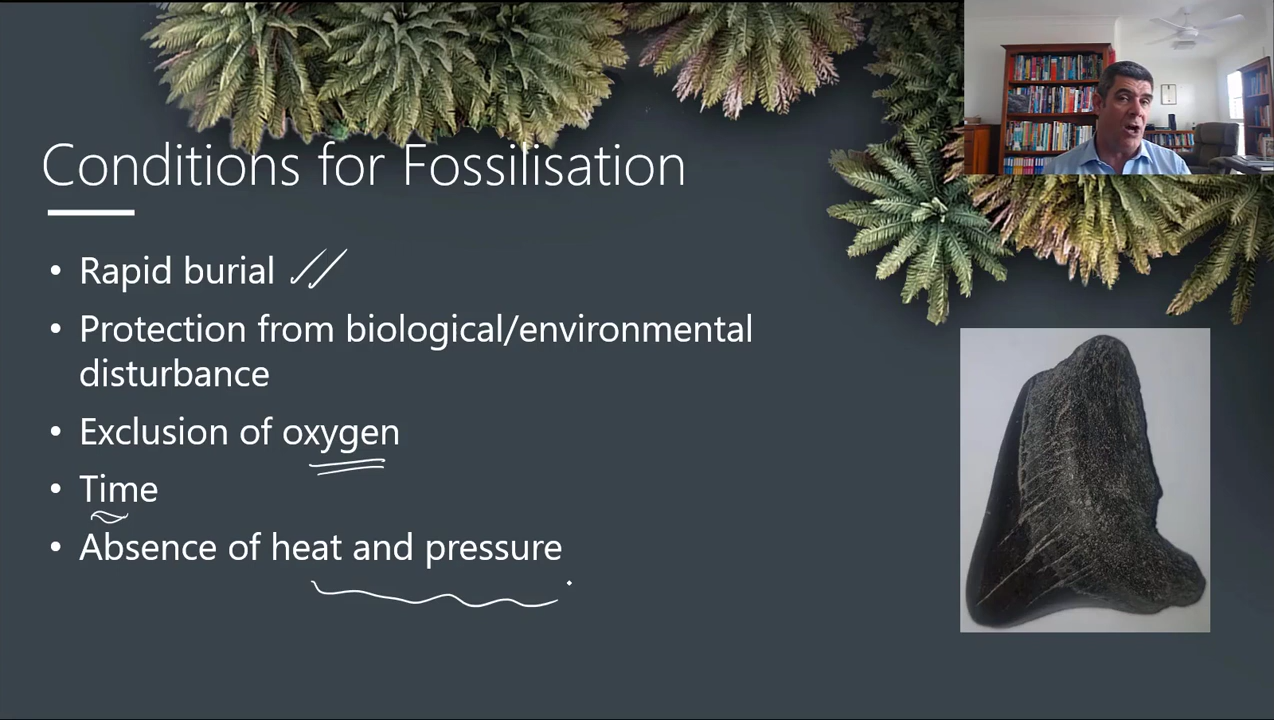 Conditions for Fossilisation
• Rapid burial
• Protection from biological/environmental
disturbance
• Exclusion of oxygen
• Time
• Absence of heat and pressure